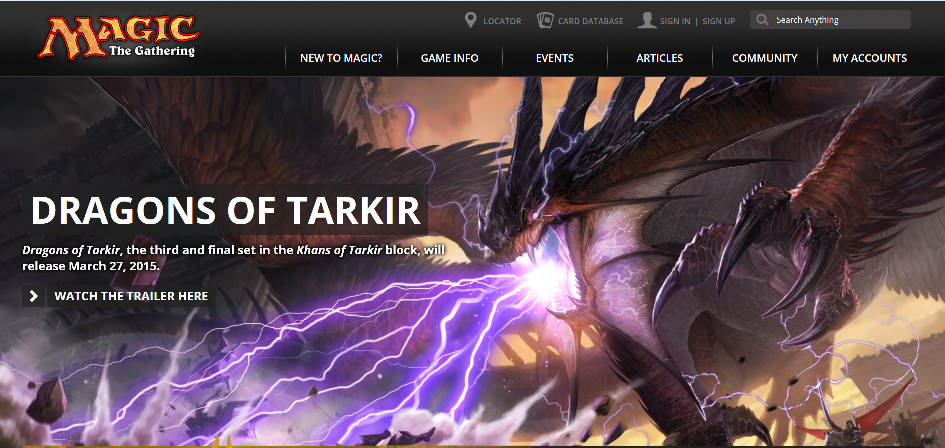 MAGIC
The Gathering
LOCATOR
CARD DATABASE
SIGN IN | SIGN UP
Search Anything
NEW TO MAGIC?
GAME INFO
EVENTS
ARTICLES
COMMUNITY
MY ACCOUNTS
DRAGONS OF TARKIR
Dragons of Tarkir, the third and final set in the Khans of Tarkir block, will
release March 27, 2015.
WATCH THE TRAILER HERE